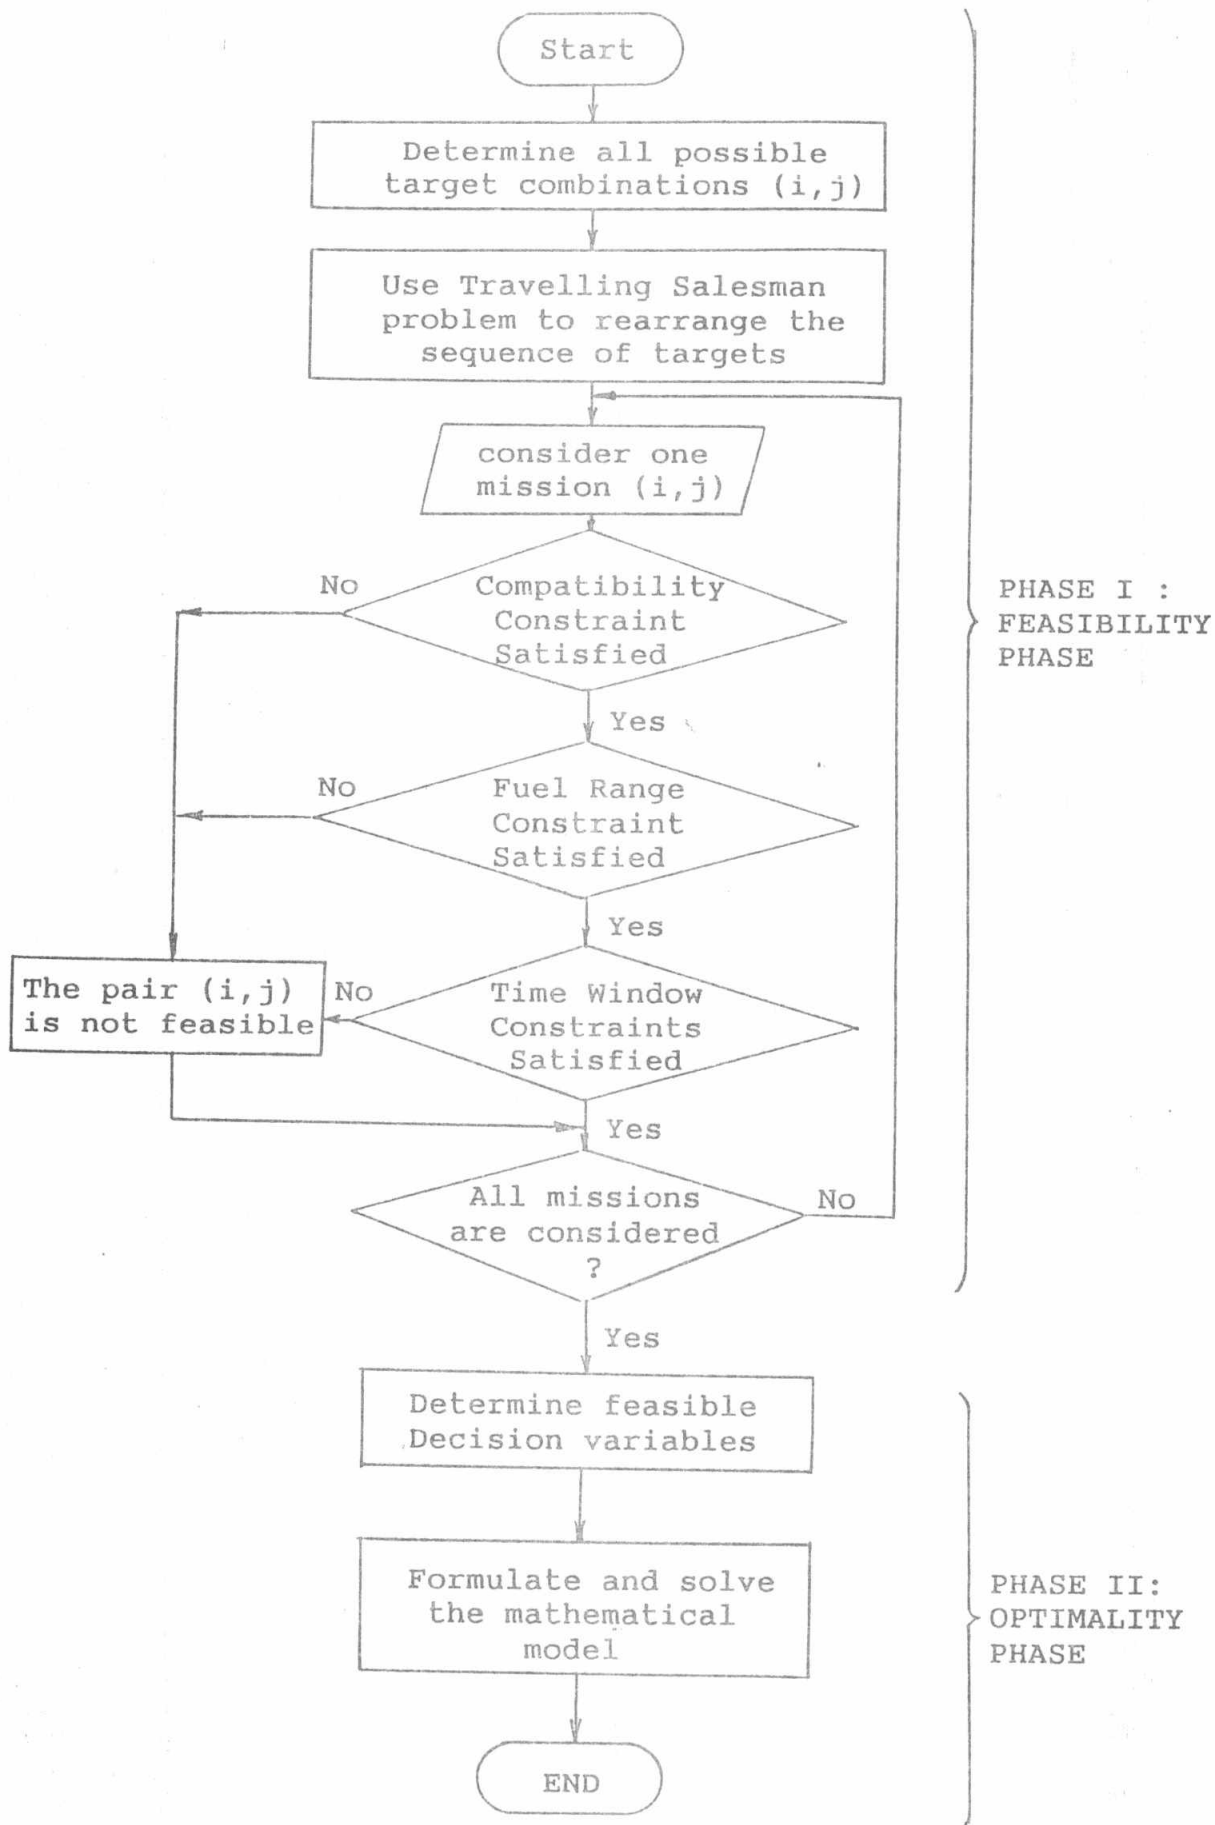 Start
Determine all possible
target combinations (i,j)
Use Travelling Salesman
problem to rearrange the
sequence of targets
consider one
mission (i,j)
No
Compatibility
Constraint
Satisfied
PHASE I :
FEASIBILITY
PHASE
Yes
No
Fuel Range
Constraint
Satisfied
Yes
The pair (i,j)
is not feasible
No
Time Window
Constraints
Satisfied
Yes
All missions
are considered
?
No
Yes
Determine feasible
Decision variables
Formulate and solve
the mathematical
model
PHASE II:
OPTIMALITY
PHASE
END